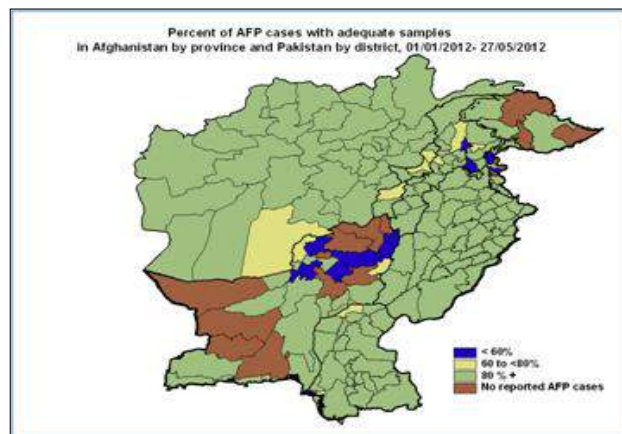 Percent of AFP cases with adequate samples
in Afghanistan by province and Pakistan by district, 01/01/2012- 27/05/2012
< 60%
60 to <80%
80 % +
No reported AFP cases